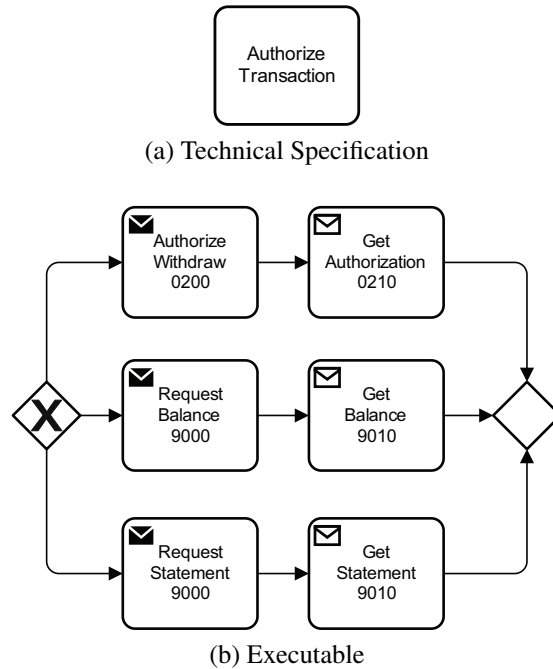 Authorize
Transaction
(a) Technical Specification
Authorize
Withdraw
0200
Get
Authorization
0210
X
Request
Balance
9000
Get
Balance
9010
Request
Statement
9000
Get
Statement
9010
(b) Executable